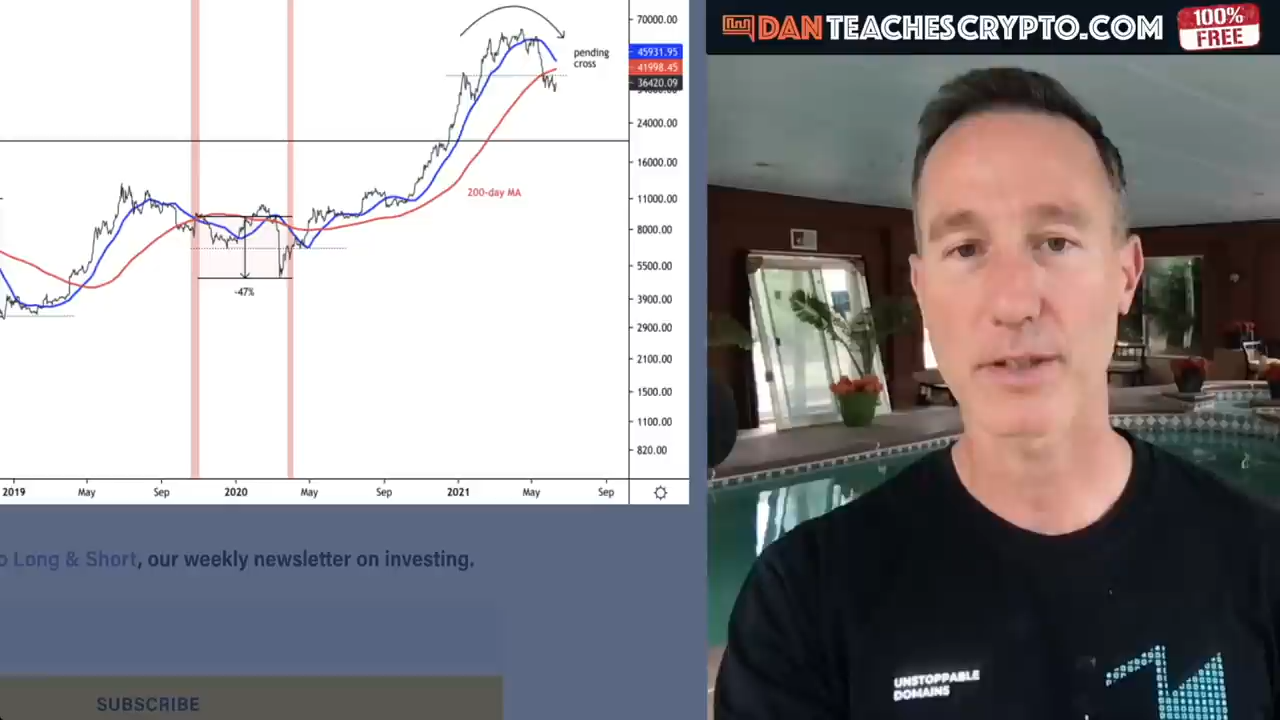 DANTEACHESCRYPTO.COM
100%
FREE
70000.00
pending
cross
45931.95
41998.45
36420.09
24000.00
16000.00
200-day MA
11000.00
8000.00
5500.00
-47%
3900.00
2900.00
2100.00
1500.00
1100.00
820.00
2019
May
Sep
2020
May
Sep
2021
May
Sep
o Long & Short, our weekly newsletter on investing.
SUBSCRIBE
UNSTOPPABLE
DOMAINS